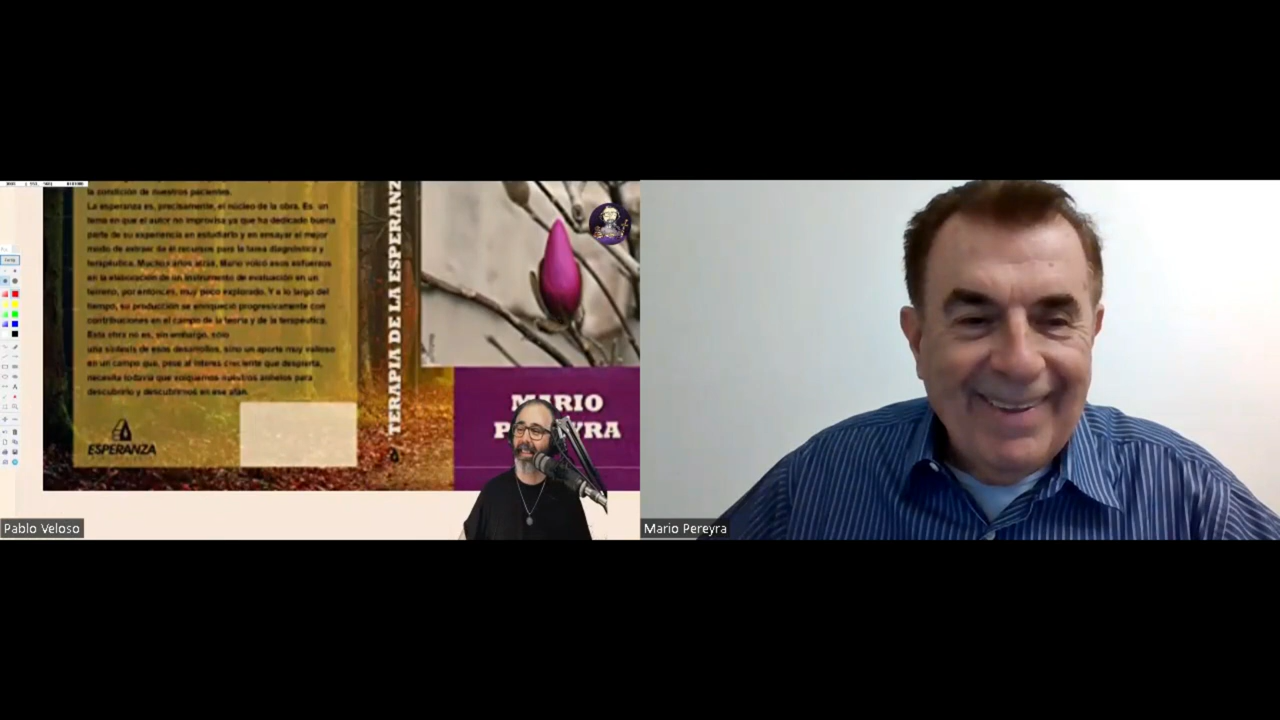 la condición de nuestros pacientes.
La esperanza es, precisamente, el núcleo de la obra. Es un
tema en que el autor no improvisa ya que ha dedicado buena
parte de su experiencia en estudiarlo y en ensayar el mejor
modo de extraer de él recursos para la tarea diagnóstica y
terapéutica. Muchos años atrás, Mario volcó esos esfuerzos
en la elaboración de un instrumento de evaluación en un
terreno, por entonces, muy poco explorado. Y a lo largo del
tiempo, su producción se enriqueció progresivamente con
contribuciones en el campo de la teoría y de la terapéutica.
Esta obra no es, sin embargo, sólo
una síntesis de esos desarrollos, sino un aporte muy valioso
en un campo que, pese al interés creciente que despierta,
necesita todavía que enriquemos nuestros anhelos para
descubrirlo y descubrirnos en ese afán.
ESPERANZA
TERAPIA DE LA ESPERANZ
MARIO
P YRA
Pablo Veloso
Mario Pereyra